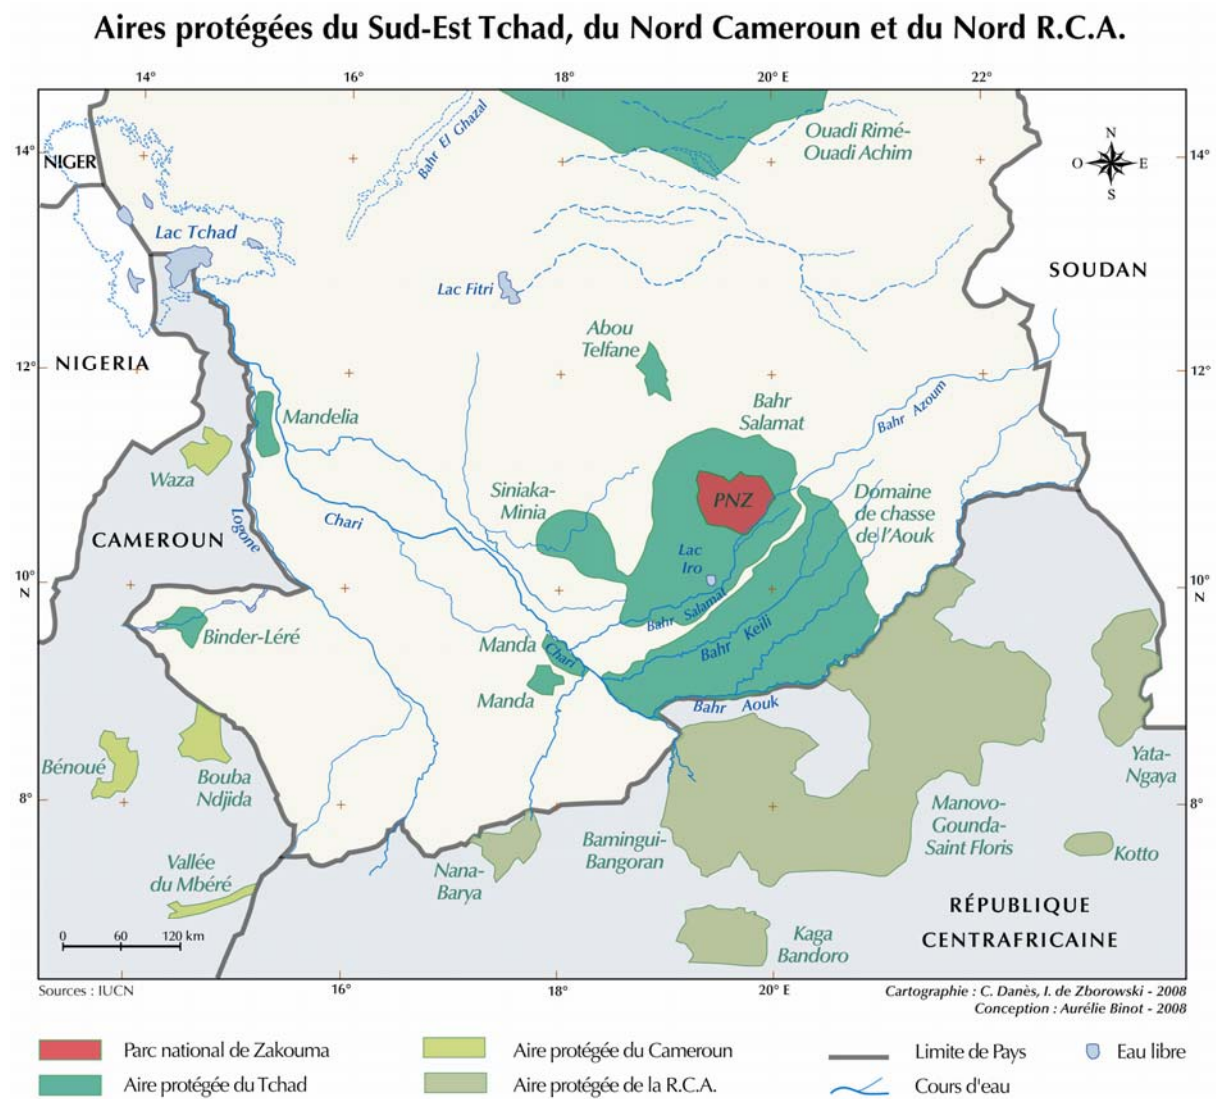 Aires protégées du Sud-Est Tchad, du Nord Cameroun et du Nord R.C.A.
14°
16°
18°
20° E
22°
Bahr El Ghazal
Ouadi Rimé-
Ouadi Achim
N
O
E
S
14°
NIGER
14°
Lac Tchad
SOUDAN
Lac Fitri
Abou
Telfane
NIGERIA
12°
12°
Bahr
Salamat
Bahr Azoum
Mandelia
Waza
Siniaka-
Minia
PNZ
Domaine
de chasse
de l'Aouk
Logone
Chari
CAMEROUN
Lac
Iro
10°
N
10°
N
Bahr Salamat
Binder-Léré
Manda
Chari
Bahr Keili
Manda
Bahr Aouk
Bénoué
Bouba
Ndjida
Yata-
Ngaya
8°
8°
Manovo-
Gounda-
Saint Floris
Bamingui-
Bangoran
Kotto
Vallée
du Mbéré
Nana-
Barya
RÉPUBLIQUE
CENTRAFRICAINE
Kaga
Bandoro
0
60
120 km
16°
18°
20° E
Sources : IUCN
Cartographie : C. Danès, I. de Zborowski - 2008
Conception : Aurélie Binot - 2008
Parc national de Zakouma
Aire protégée du Cameroun
Limite de Pays
Eau libre
Aire protégée du Tchad
Aire protégée de la R.C.A.
Cours d'eau